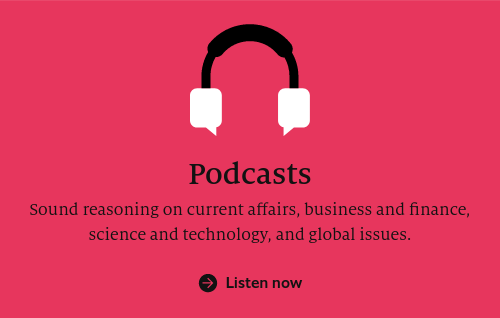 Podcasts
Sound reasoning on current affairs, business and finance,
science and technology, and global issues.
Listen now